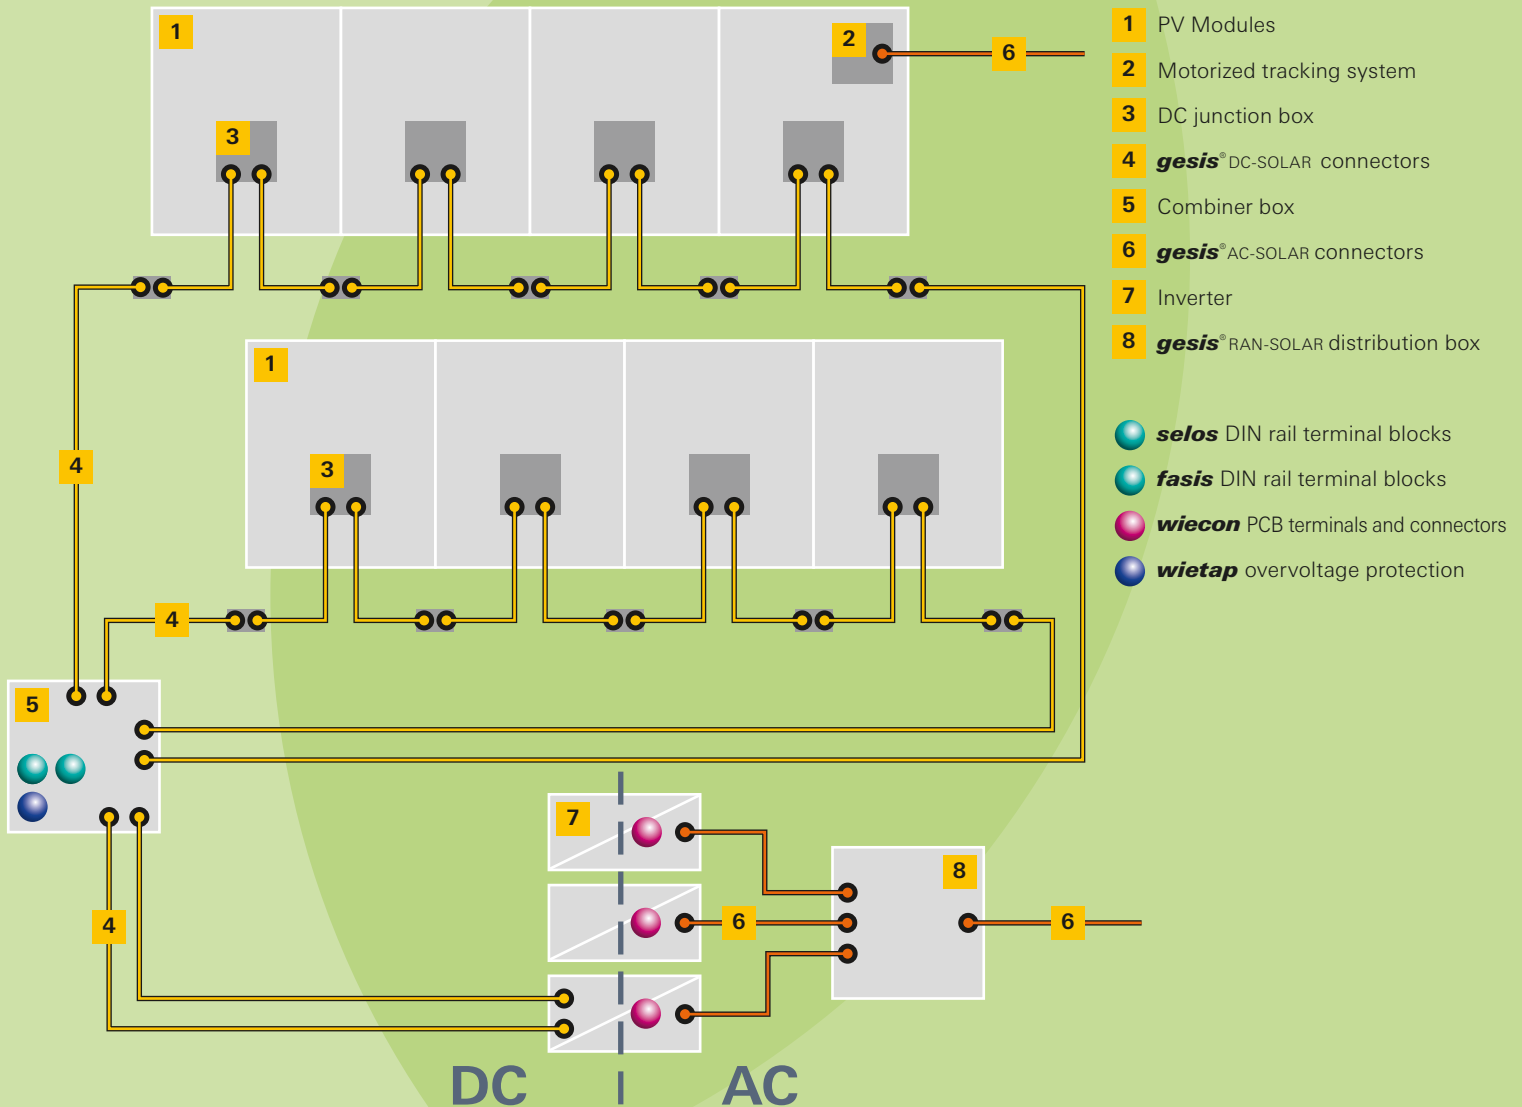 1
2
6
3
1
3
4
4
5
4
7
6
8
6
DC
AC
1 PV Modules
2 Motorized tracking system
3 DC junction box
4 gesis® DC-SOLAR connectors
5 Combiner box
6 gesis® AC-SOLAR connectors
7 Inverter
8 gesis® RAN-SOLAR distribution box
selos DIN rail terminal blocks
fasis DIN rail terminal blocks
wiecon PCB terminals and connectors
wietap overvoltage protection